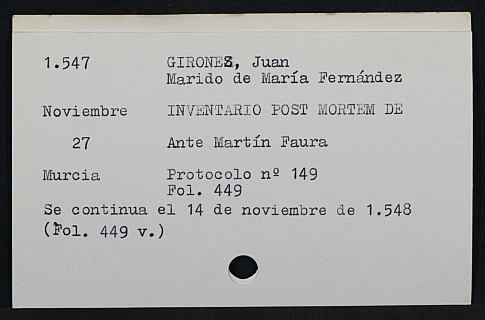 1.547 GIRONES, Juan
Marido de María Fernández
Noviembre INVENTARIO POST MORTEM DE
27 Ante Martín Faura
Murcia Protocolo nº 149
Fol. 449
Se continua el 14 de noviembre de 1.548
(Fol. 449 v.)